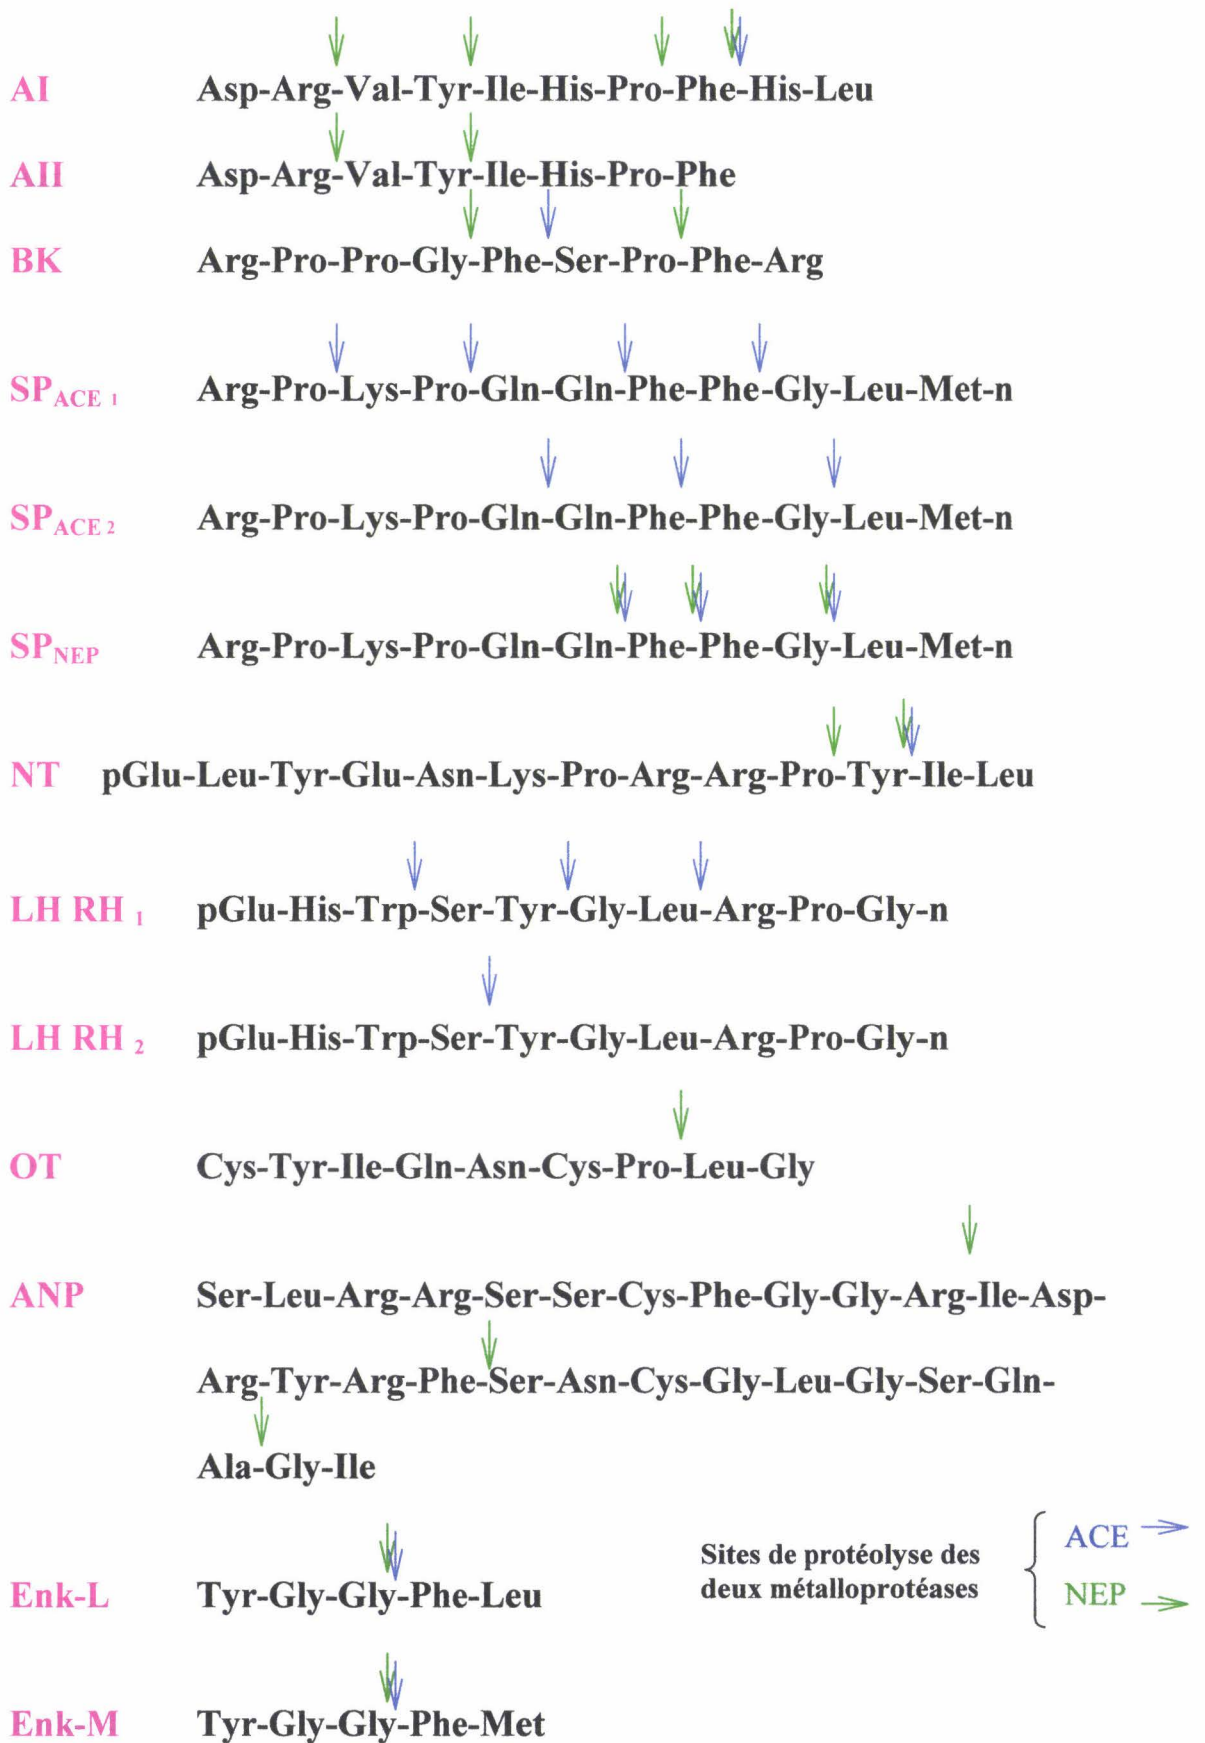 AI Asp-Arg-Val-Tyr-Ile-His-Pro-Phe-His-Leu
AII Asp-Arg-Val-Tyr-Ile-His-Pro-Phe
BK Arg-Pro-Pro-Gly-Phe-Ser-Pro-Phe-Arg
SP ACE 1 Arg-Pro-Lys-Pro-Gln-Gln-Phe-Phe-Gly-Leu-Met-n
SP ACE 2 Arg-Pro-Lys-Pro-Gln-Gln-Phe-Phe-Gly-Leu-Met-n
SP NEP Arg-Pro-Lys-Pro-Gln-Gln-Phe-Phe-Gly-Leu-Met-n
NT pGlu-Leu-Tyr-Glu-Asn-Lys-Pro-Arg-Arg-Pro-Tyr-Ile-Leu
LH RH 1 pGlu-His-Trp-Ser-Tyr-Gly-Leu-Arg-Pro-Gly-n
LH RH 2 pGlu-His-Trp-Ser-Tyr-Gly-Leu-Arg-Pro-Gly-n
OT Cys-Tyr-Ile-Gln-Asn-Cys-Pro-Leu-Gly
ANP Ser-Leu-Arg-Arg-Ser-Ser-Cys-Phe-Gly-Gly-Arg-Ile-Asp-
Arg-Tyr-Arg-Phe-Ser-Asn-Cys-Gly-Leu-Gly-Ser-Gln-
Ala-Gly-Ile
Enk-L Tyr-Gly-Gly-Phe-Leu
Sites de protéolyse des
deux métalloprotéases
ACE
NEP
Enk-M Tyr-Gly-Gly-Phe-Met